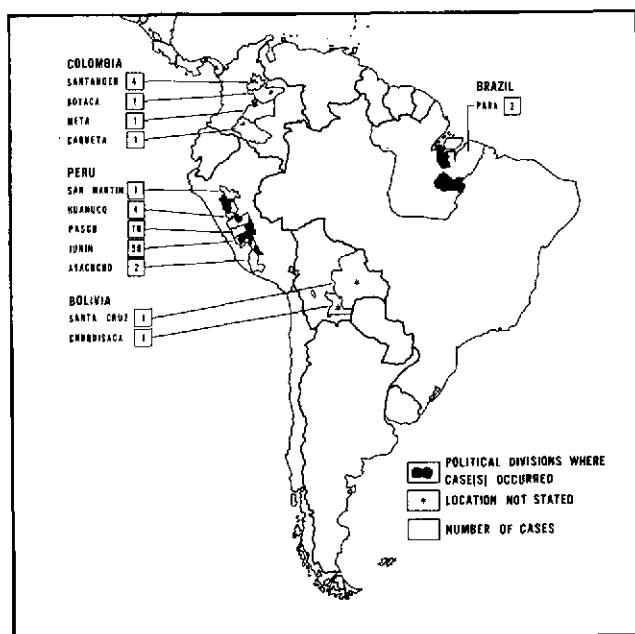 COLOMBIA
SANTANDER 4
BOYACA
META 1
CAQUETA 1
PERU
SAN MARTIN 1
HUANUCO 4
PASCO
JUNIN
AYACUCHO 2
BOLIVIA
SANTA CRUZ 1
CHUQUISACA 1
BRAZIL
PARA 2
POLITICAL DIVISIONS WHERE
CASE(S) OCCURRED
* LOCATION NOT STATED
NUMBER OF CASES